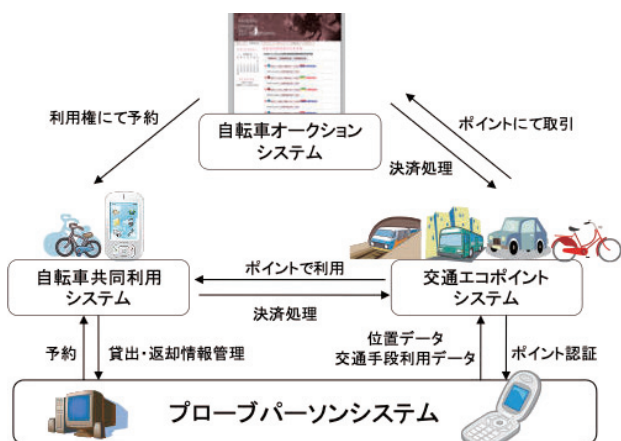 利用権にて予約
自転車オークション
システム
ポイントにて取引
決済処理
自転車共同利用
システム
ポイントで利用
決済処理
交通エコポイント
システム
予約
貸出・返却情報管理
位置データ
交通手段利用データ
ポイント認証
プローブパーソンシステム